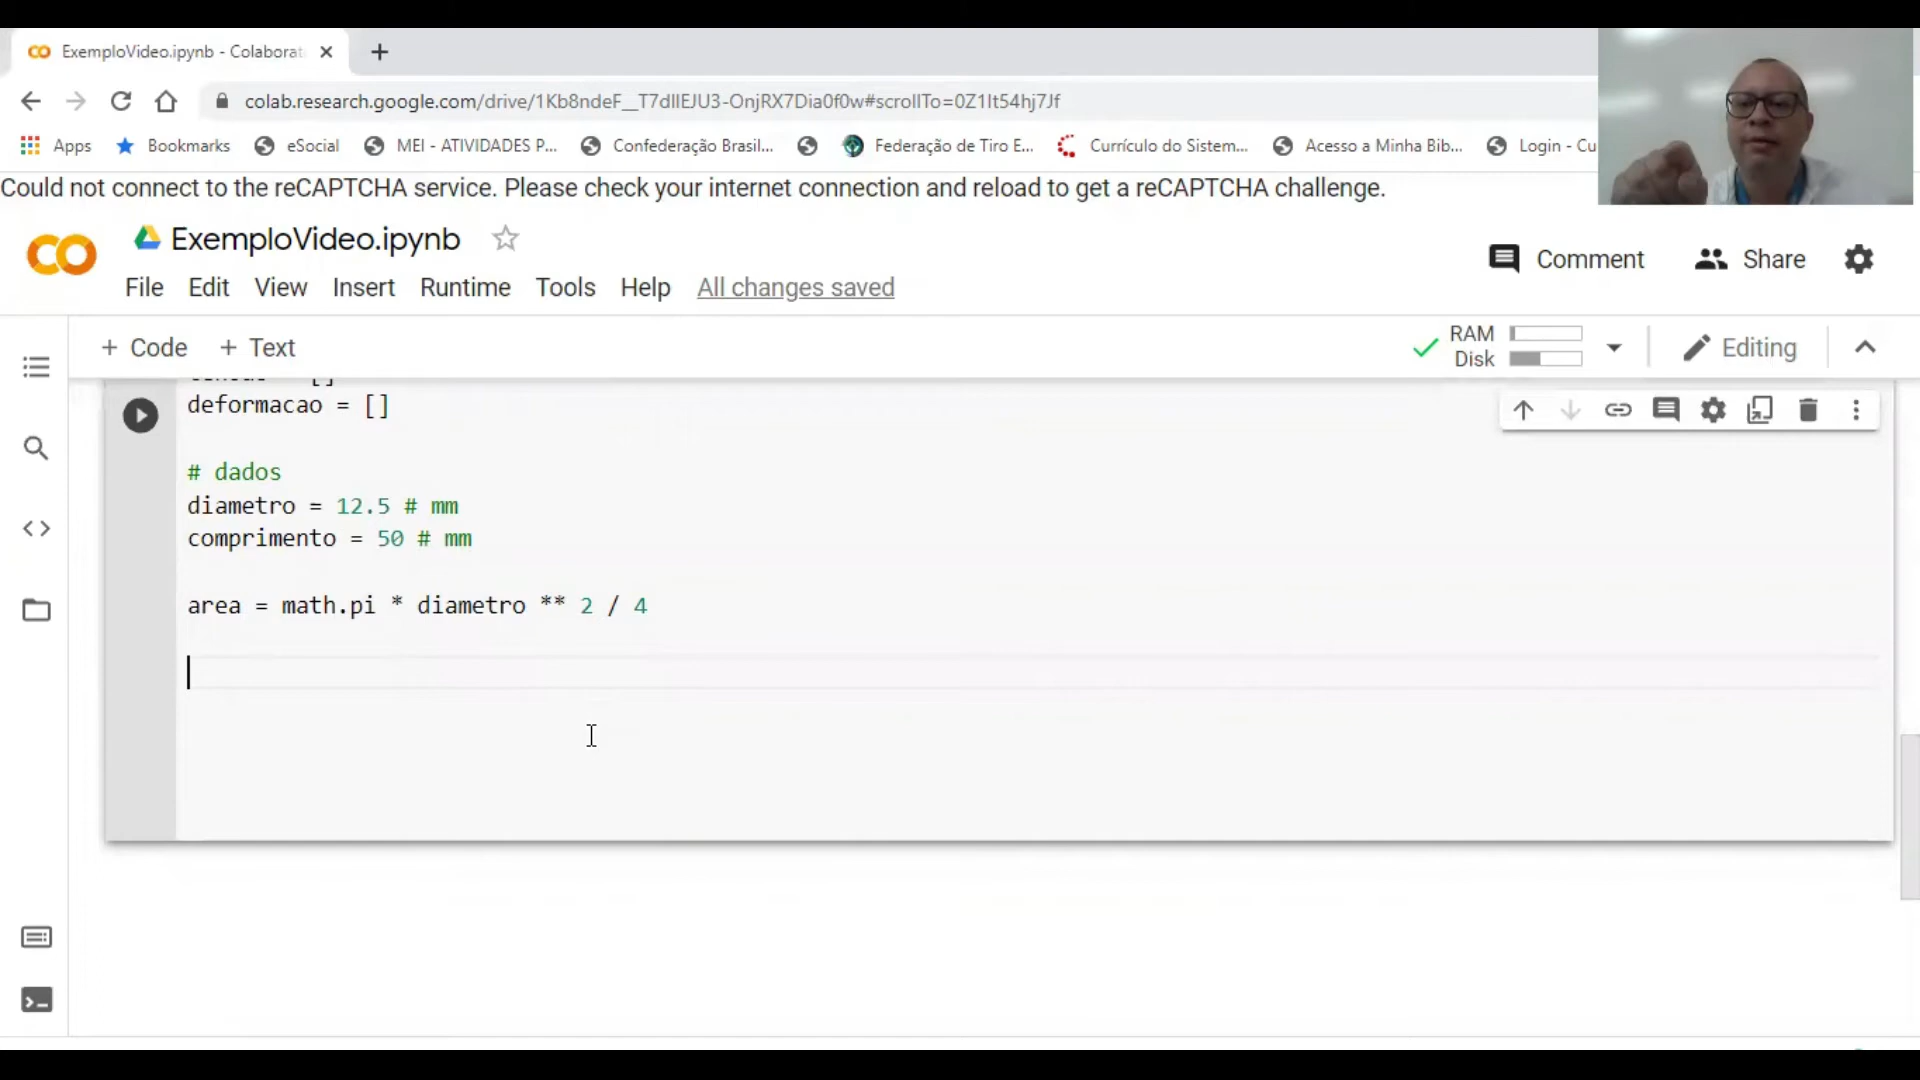 ExemploVideo.ipynb - Colaborat
colab.research.google.com/drive/1Kb8ndeF__T7dIlEJU3-OnjRX7Dia0f0w#scrollTo=0Z1It54hj7Jf
Apps Bookmarks eSocial MEI - ATIVIDADES P... Confederação Brasil... Federação de Tiro E... Currículo do Sistem... Acesso a Minha Bib... Login - Cu
Could not connect to the reCAPTCHA service. Please check your internet connection and reload to get a reCAPTCHA challenge.
ExemploVideo.ipynb
Comment Share
File Edit View Insert Runtime Tools Help All changes saved
+ Code + Text
RAM
Disk
Editing
deformacao = []
# dados
diametro = 12.5 # mm
comprimento = 50 # mm
area = math.pi * diametro ** 2 / 4